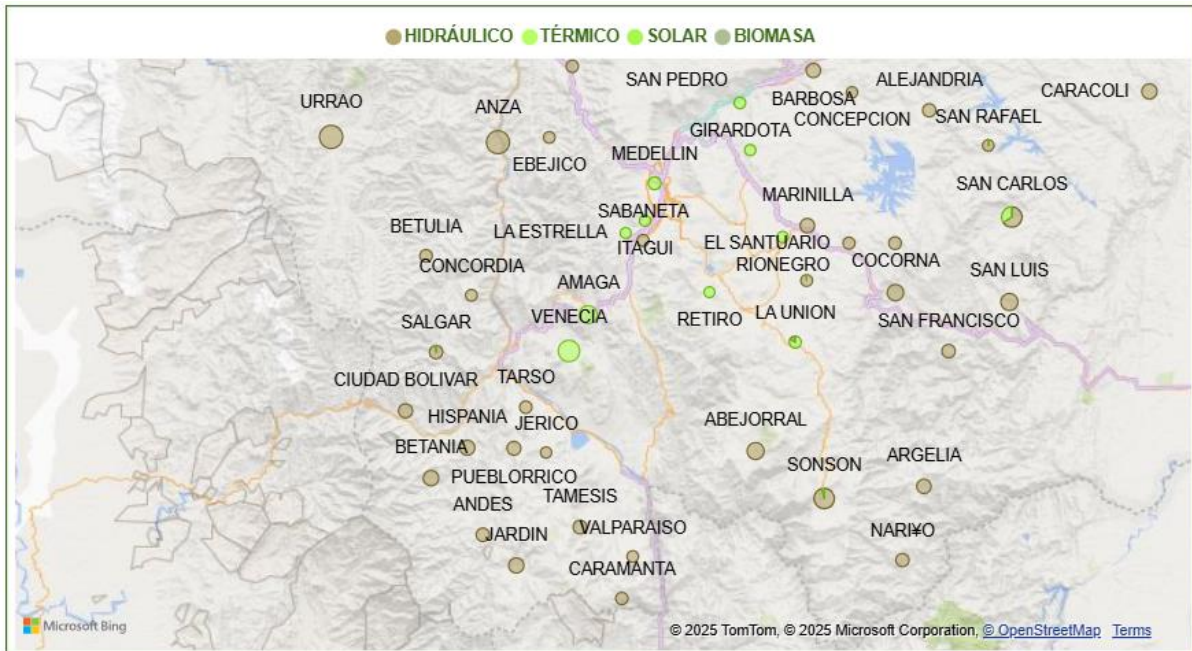 HIDRÁULICO TÉRMICO SOLAR BIOMASA
SAN PEDRO
ALEJANDRIA
CARACOLI
URRAO
ANZA
BARBOSA
CONCEPCION
SAN RAFAEL
GIRARDOTA
EBEJICO
MEDELLIN
SAN CARLOS
MARINILLA
SABANETA
BETULIA
LA ESTRELLA
ITAGUI
EL SANTUARIO
RIONEGRO
COCORNA
CONCORDIA
SAN LUIS
AMAGA
VENECIA
RETIRO
LA UNION
SAN FRANCISCO
SALGAR
CIUDAD BOLIVAR
TARSO
HISPANIA
JERICO
ABEJORRAL
BETANIA
ARGELIA
SONSON
PUEBLORRICO
TAMESIS
ANDES
JARDIN
VALPARAISO
NARI¥O
CARAMANTA
Microsoft Bing
© 2025 TomTom, © 2025 Microsoft Corporation, © OpenStreetMap Terms